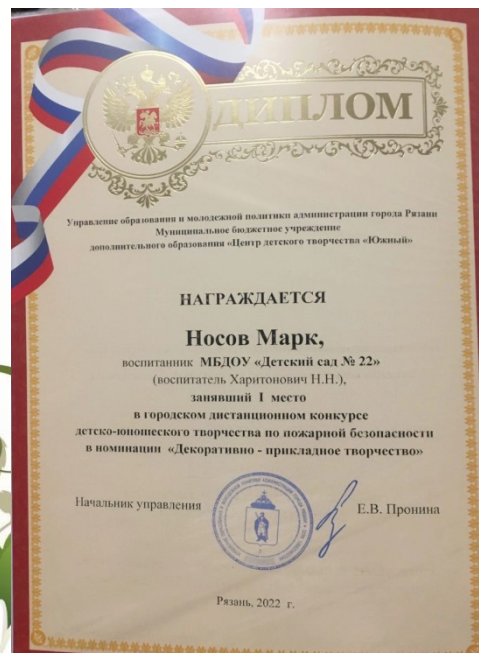 ДИПЛОМ
Управление образования и молодежной политики администрации города Рязани
Муниципальное бюджетное учреждение
дополнительного образования «Центр детского творчества «Южный»
НАГРАЖДАЕТСЯ
Носов Марк,
воспитанник МБДОУ «Детский сад № 22»
(воспитатель Харитонович Н.Н.),
занявший I место
в городском дистанционном конкурсе
детско-юношеского творчества по пожарной безопасности
в номинации «Декоративно - прикладное творчество»
Начальник управления Е.В. Пронина
Рязань, 2022 г.